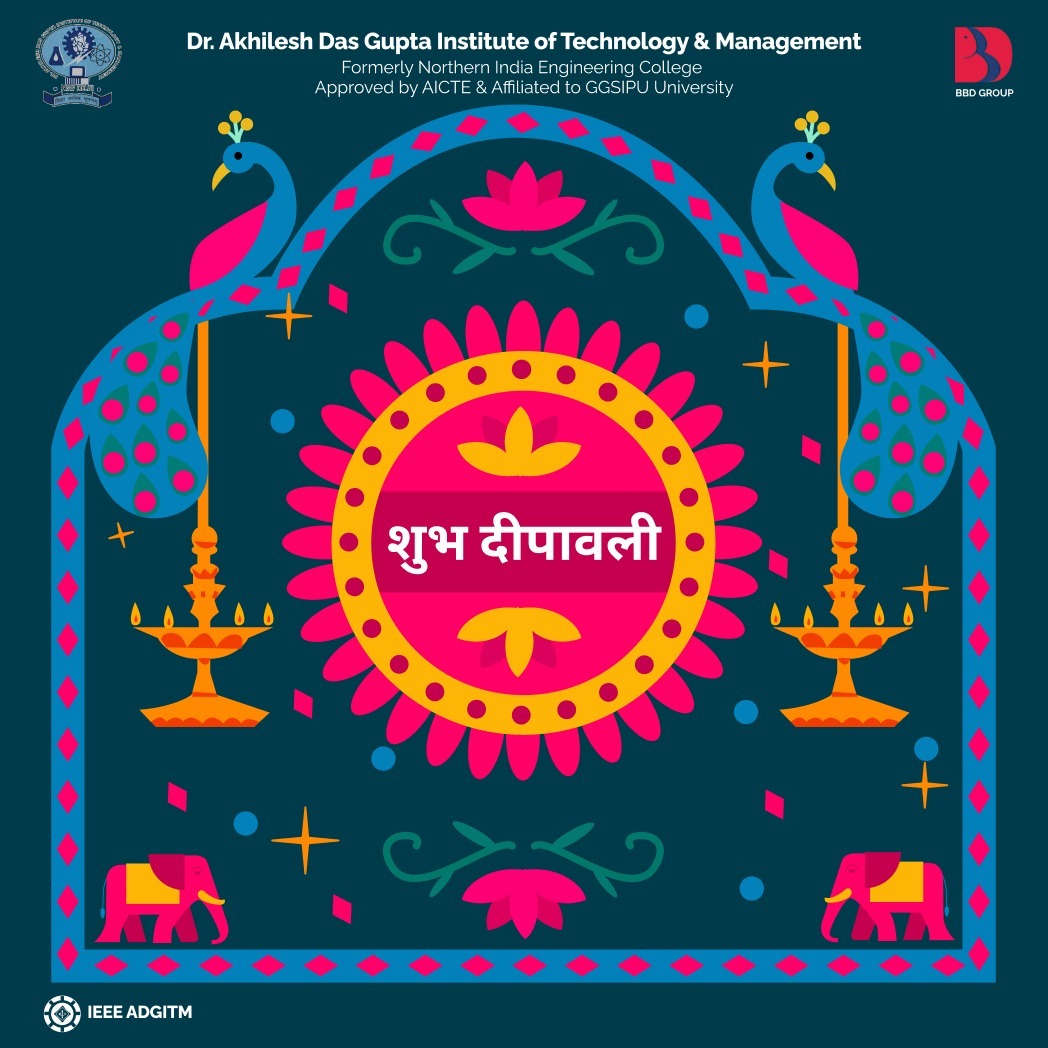 Dr. Akhilesh Das Gupta Institute of Technology & Management
Formerly Northern India Engineering College
Approved by AICTE & Affiliated to GGSIPU University
BBD GROUP
शुभ दीपावली
IEEE ADGITM